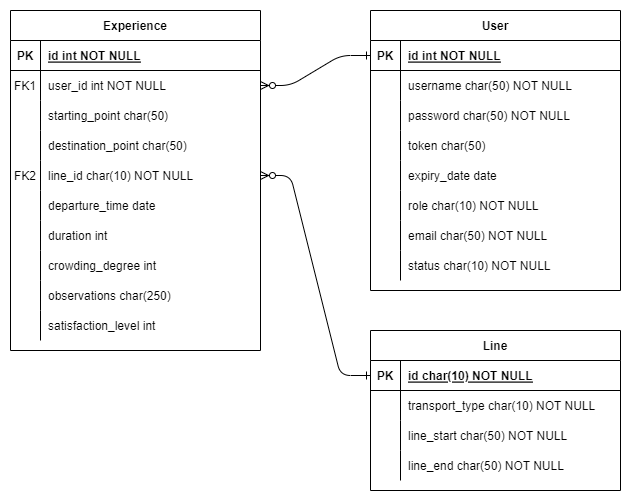 Experience
PK id int NOT NULL
FK1 user_id int NOT NULL
starting_point char(50)
destination_point char(50)
FK2 line_id char(10) NOT NULL
departure_time date
duration int
crowding_degree int
observations char(250)
satisfaction_level int
User
PK id int NOT NULL
username char(50) NOT NULL
password char(50) NOT NULL
token char(50)
expiry_date date
role char(10) NOT NULL
email char(50) NOT NULL
status char(10) NOT NULL
Line
PK id char(10) NOT NULL
transport_type char(10) NOT NULL
line_start char(50) NOT NULL
line_end char(50) NOT NULL